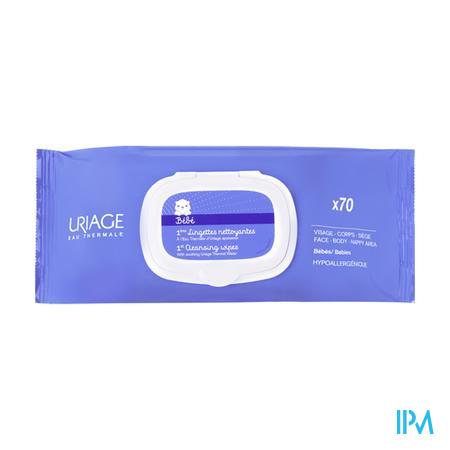 URIAGE
EAU THERMALE
Bébé
1ères Lingettes nettoyantes
À l'Eau Thermale d'Uriage apaisante
1st Cleansing wipes
With soothing Uriage Thermal Water
x70
VISAGE - CORPS - SIÈGE
FACE - BODY - NAPPY AREA
Bébés/ Babies
HYPOALLERGÉNIQUE
IPM